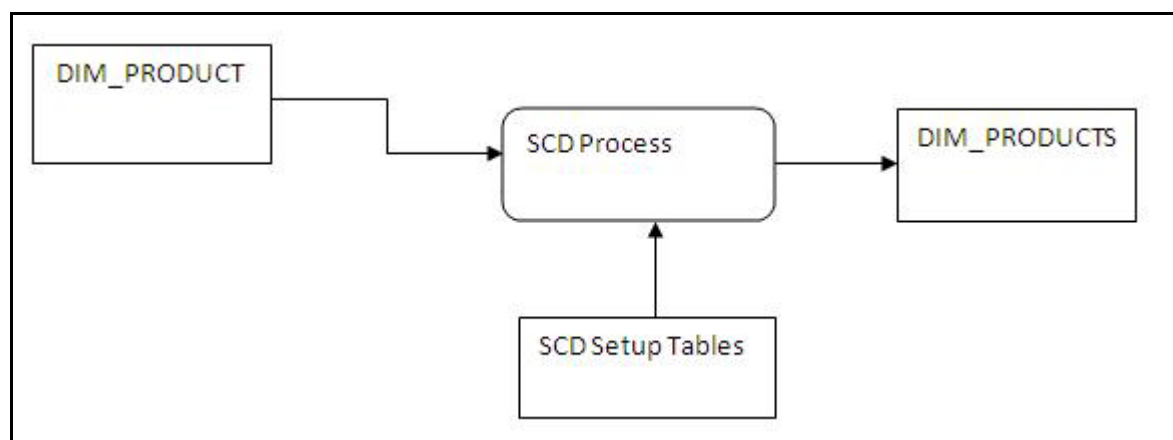 DIM_PRODUCT
SCD Process
DIM_PRODUCTS
SCD Setup Tables